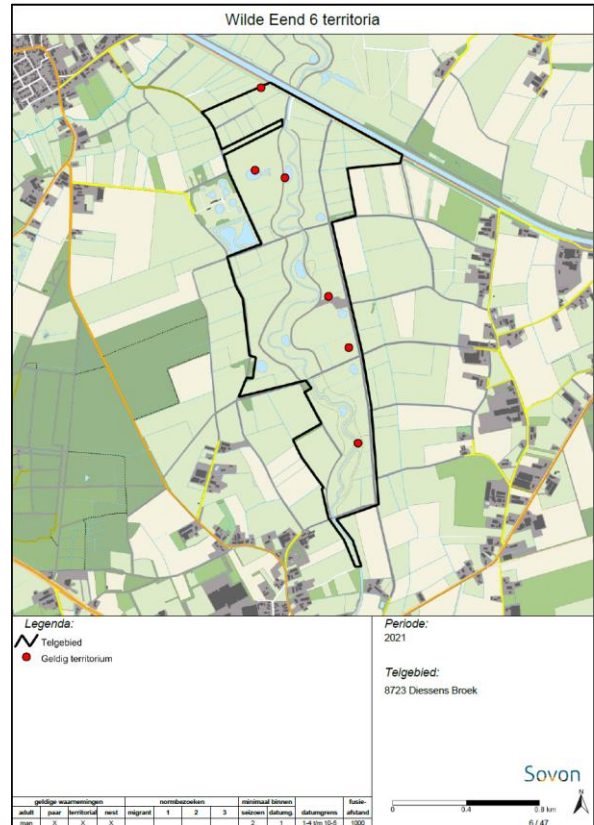 Wilde Eend 6 territoria
Legenda:
Telgebied
Geldig territorium
Periode:
2021
Telgebied:
8723 Diessens Broek
Sovon
0 0.4 0.8 km
N
6 / 47
geldige waarnemingen normbezoeken minimaal binnen fusie-
adult paar territoriaal nest migrant 1 2 3 seizoen datumg. datumgrens afstand
man X X X 2 1 1-4 t/m 10-5 1000